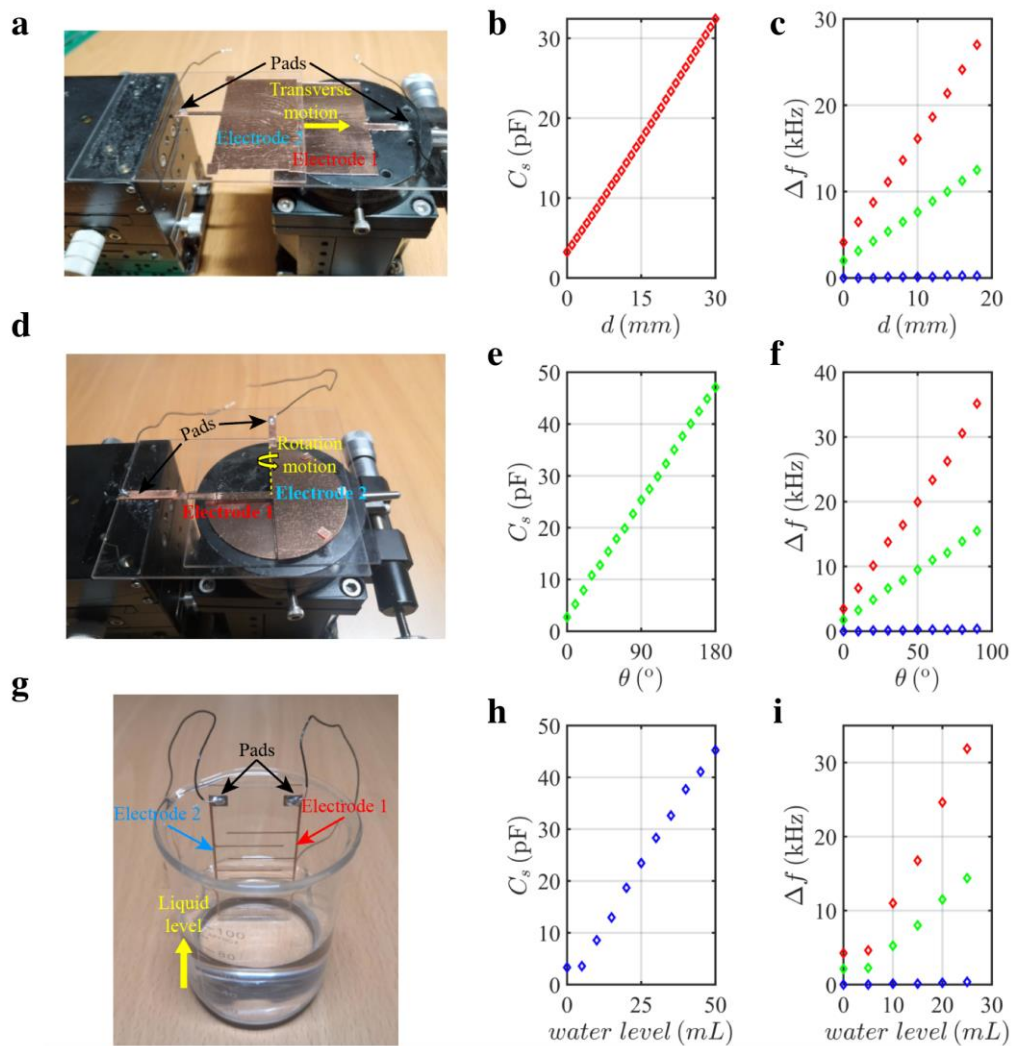 a
Pads
Transverse
motion
Electrode 2
Electrode 1
b
30
20
10
0
C_s (pF)
0 15 30
d (mm)
c
30
20
10
0
Δf (kHz)
0 10 20
d (mm)
d
Pads
Rotation
motion
Electrode 1
Electrode 2
e
50
40
30
20
10
0
C_s (pF)
0 90 180
θ (°)
f
40
30
20
10
0
Δf (kHz)
0 50 100
θ (°)
g
Pads
Electrode 2
Electrode 1
Liquid
level
100
h
50
40
30
20
10
0
C_s (pF)
0 25 50
water level (mL)
i
30
20
10
0
Δf (kHz)
0 10 20 30
water level (mL)